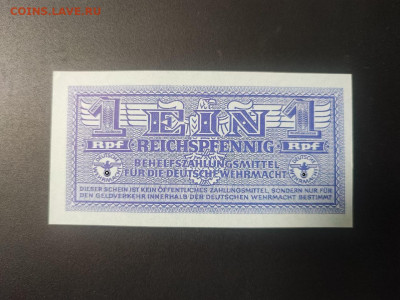 COINS.LAVE.RU
1 EIN 1
Rpf REICHSPFENNIG Rpf
BEHELFSZAHLUNGSMITTEL
FÜR DIE DEUTSCHE WEHRMACHT
DIESER SCHEIN IST KEIN ÖFFENTLICHES ZAHLUNGSMITTEL, SONDERN NUR FÜR
DEN GELDVERKEHR INNERHALB DER DEUTSCHEN WEHRMACHT BESTIMMT